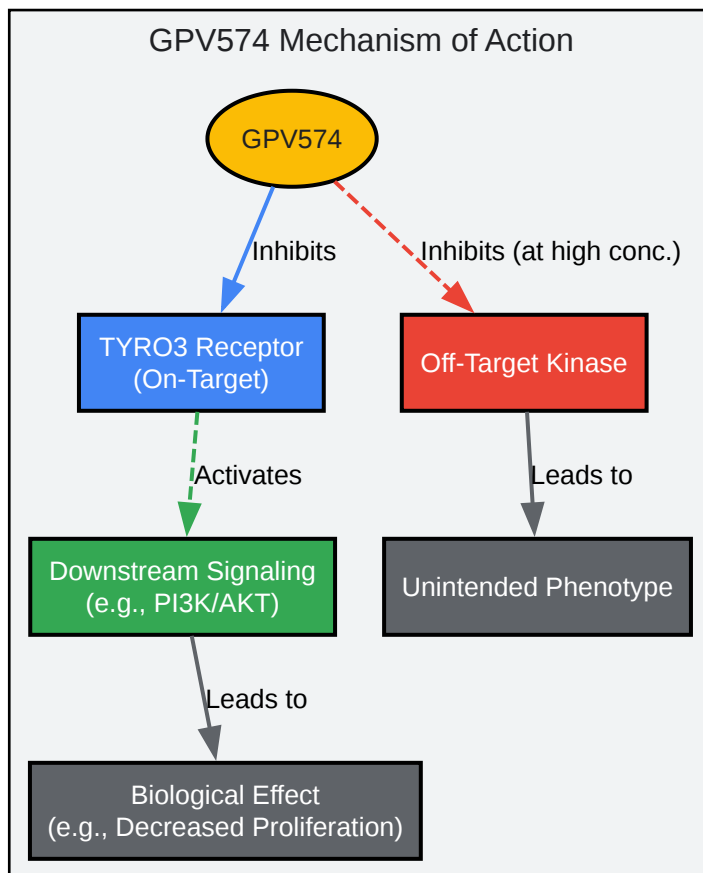 GPV574 Mechanism of Action
GPV574
Inhibits
Inhibits (at high conc.)
TYRO3 Receptor
(On-Target)
Off-Target Kinase
Activates
Leads to
Downstream Signaling
(e.g., PI3K/AKT)
Unintended Phenotype
Leads to
Biological Effect
(e.g., Decreased Proliferation)